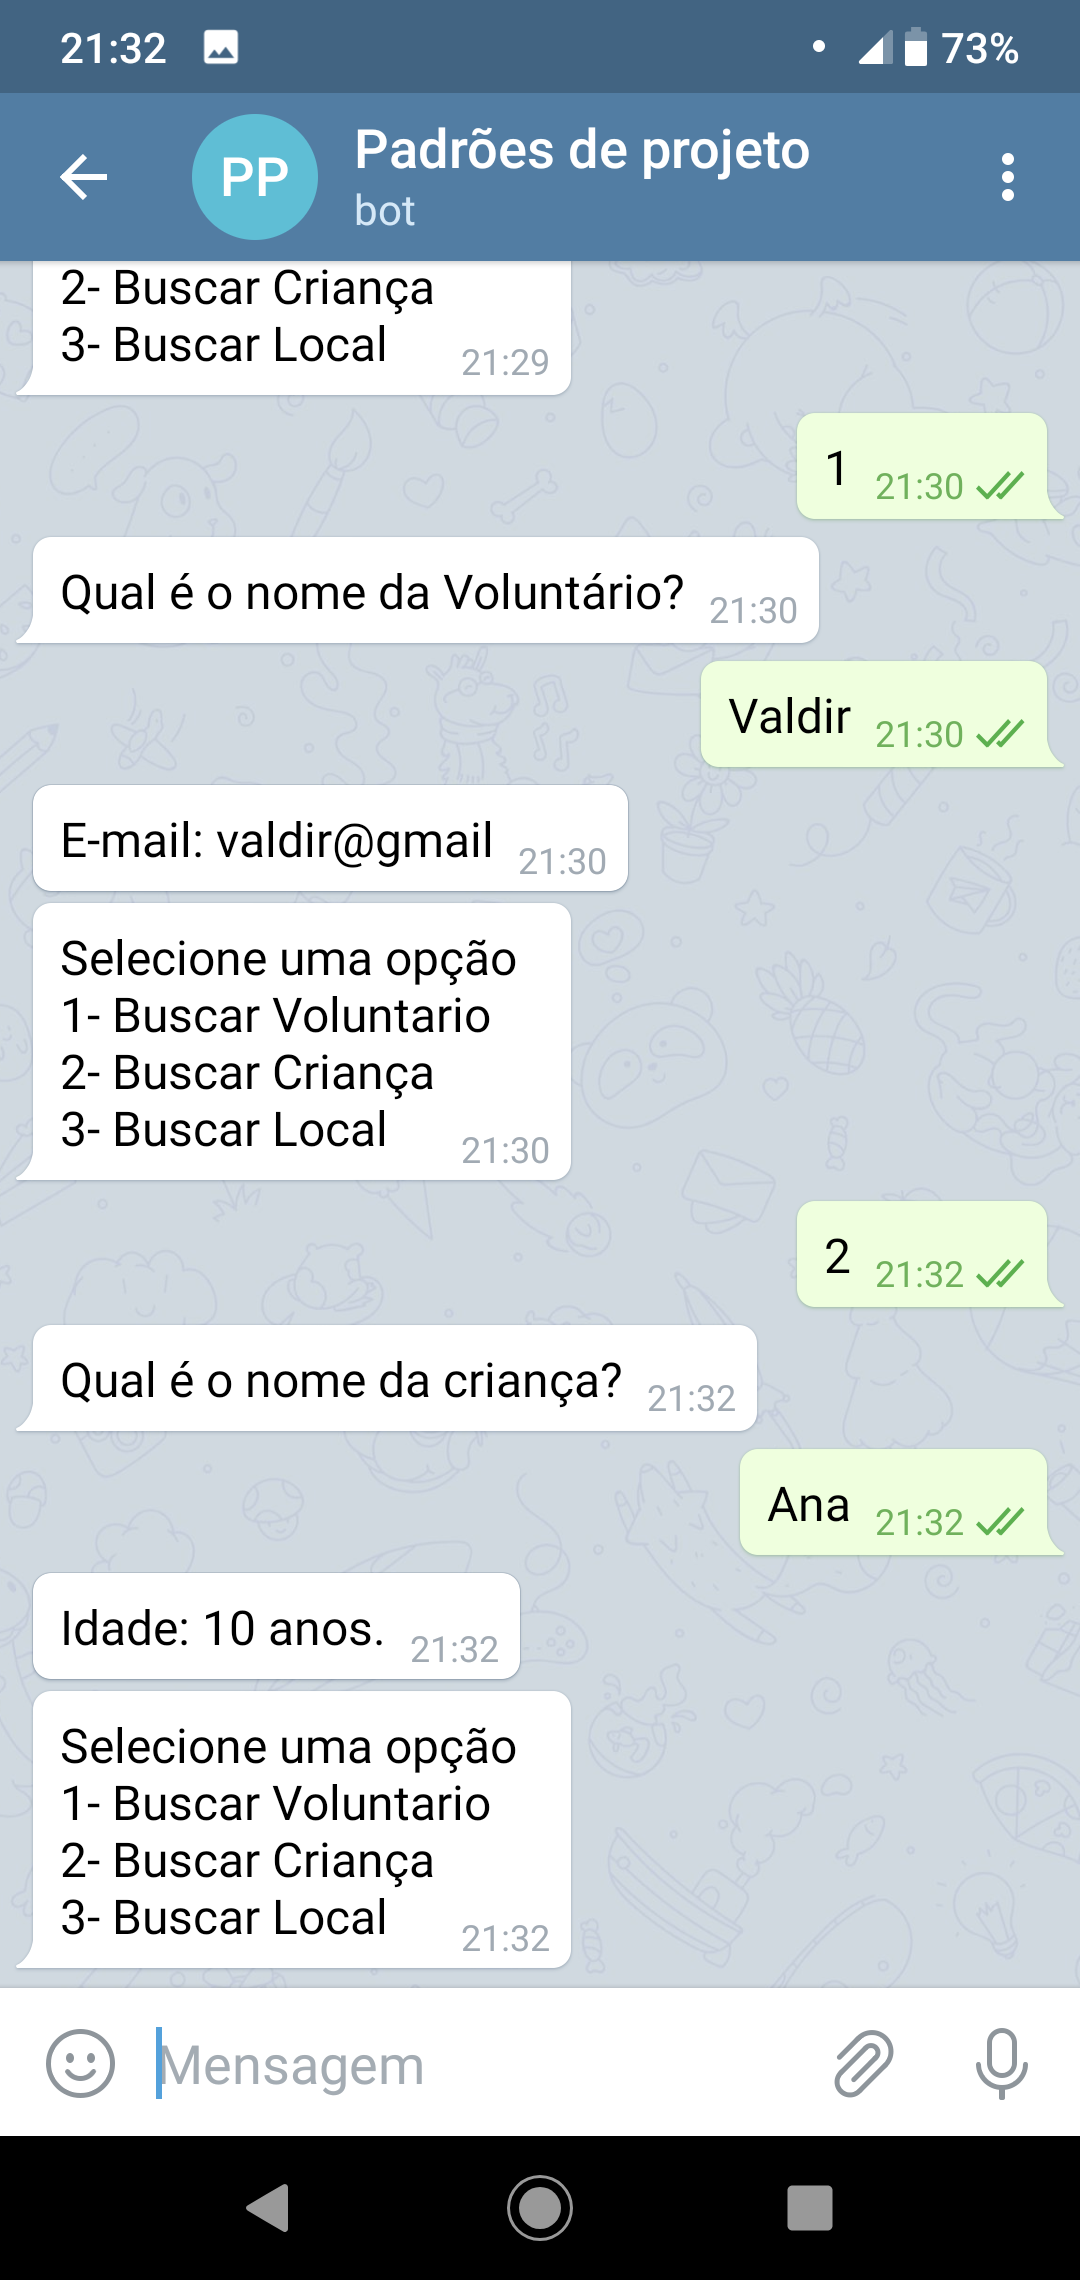 21:32
73%
PP
Padrões de projeto
bot
2- Buscar Criança
3- Buscar Local
21:29
1
21:30
Qual é o nome da Voluntário?
21:30
Valdir
21:30
E-mail: valdir@gmail
21:30
Selecione uma opção
1- Buscar Voluntario
2- Buscar Criança
3- Buscar Local
21:30
2
21:32
Qual é o nome da criança?
21:32
Ana
21:32
Idade: 10 anos.
21:32
Selecione uma opção
1- Buscar Voluntario
2- Buscar Criança
3- Buscar Local
21:32
Mensagem